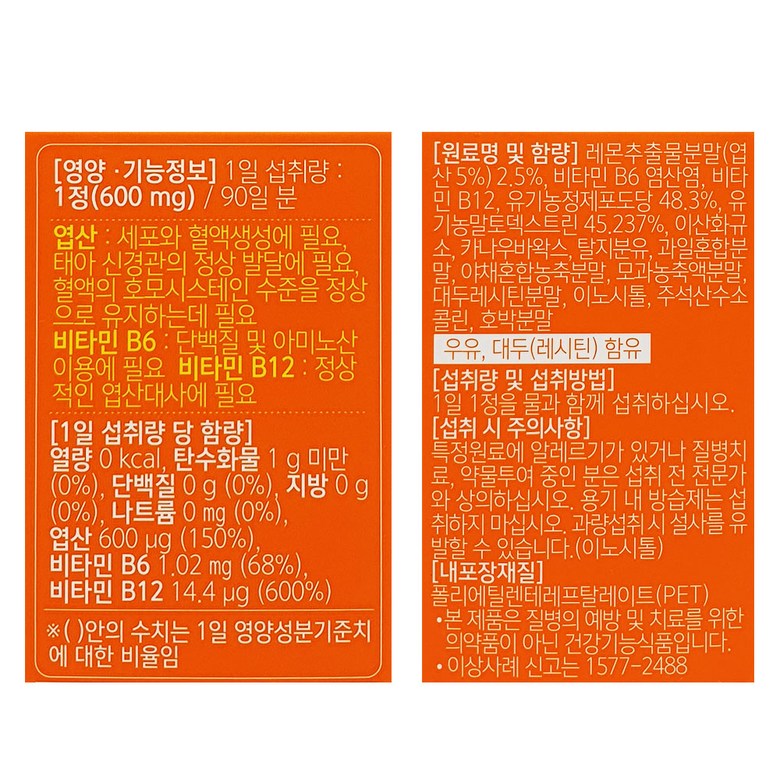 [영양 ·기능정보] 1일 섭취량 :
1정(600 mg) / 90일 분
엽산 : 세포와 혈액생성에 필요,
태아 신경관의 정상 발달에 필요,
혈액의 호모시스테인 수준을 정상
으로 유지하는데 필요
비타민 B6 : 단백질 및 아미노산
이용에 필요 비타민 B12 : 정상
적인 엽산대사에 필요
[1일 섭취량 당 함량]
열량 0 kcal, 탄수화물 1 g 미만
(0%), 단백질 0 g (0%), 지방 0 g
(0%), 나트륨 0 mg (0%),
엽산 600 µg (150%),
비타민 B6 1.02 mg (68%),
비타민 B12 14.4 µg (600%)
※( )안의 수치는 1일 영양성분기준치
에 대한 비율임
[원료명 및 함량] 레몬추출물분말(엽
산 5%) 2.5%, 비타민 B6 염산염, 비타
민 B12, 유기농정제포도당 48.3%, 유
기농말토덱스트린 45.237%, 이산화규
소, 카나우바왁스, 탈지분유, 과일혼합분
말, 야채혼합농축분말, 모과농축액분말,
대두레시틴분말, 이노시톨, 주석산수소
콜린, 호박분말
우유, 대두(레시틴) 함유
[섭취량 및 섭취방법]
1일 1정을 물과 함께 섭취하십시오.
[섭취 시 주의사항]
특정원료에 알레르기가 있거나 질병치
료, 약물투여 중인 분은 섭취 전 전문가
와 상의하십시오. 용기 내 방습제는 섭
취하지 마십시오. 과량섭취 시 설사를 유
발할 수 있습니다.(이노시톨)
[내포장재질]
폴리에틸렌테레프탈레이트(PET)
•본 제품은 질병의 예방 및 치료를 위한
의약품이 아닌 건강기능식품입니다.
•이상사례 신고는 1577-2488